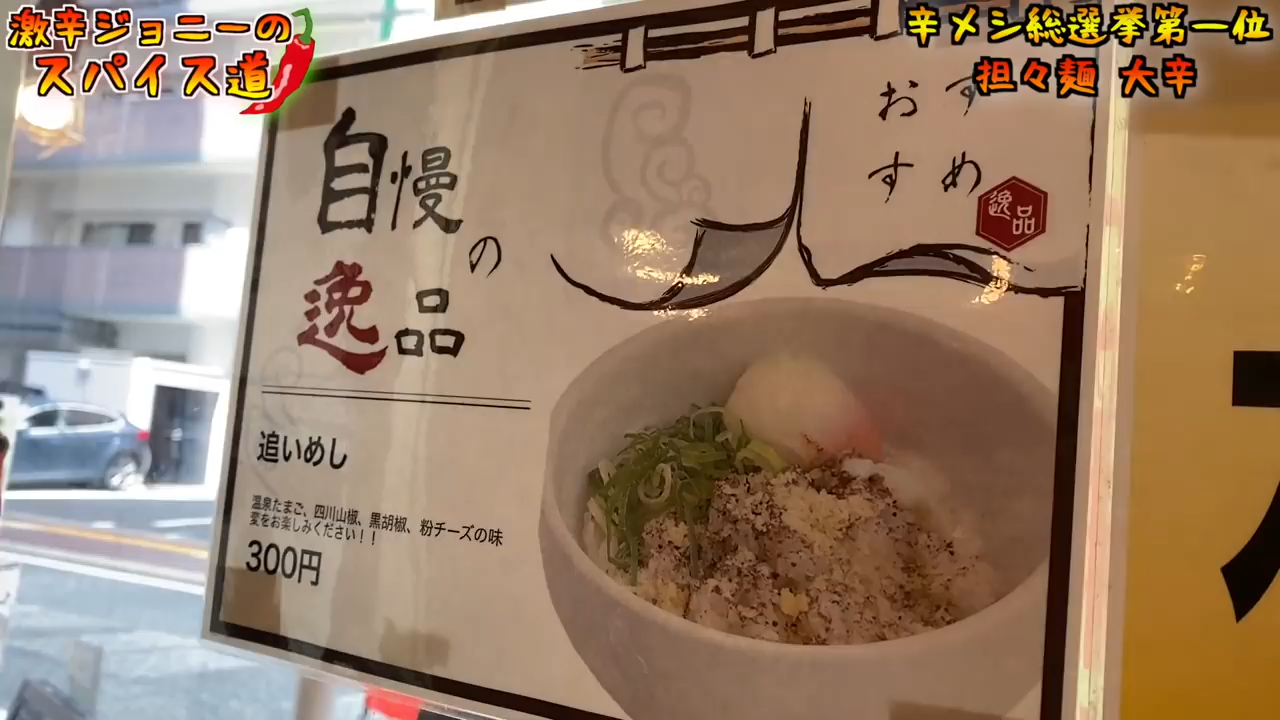 激辛ジョニーの
スパイス道
辛メシ総選挙第一位
担々麺 大辛
おす
すめ
逸品
自慢
の
逸品
追いめし
温泉たまご、四川山椒、黒胡椒、粉チーズの味
変をお楽しみください！！
300円